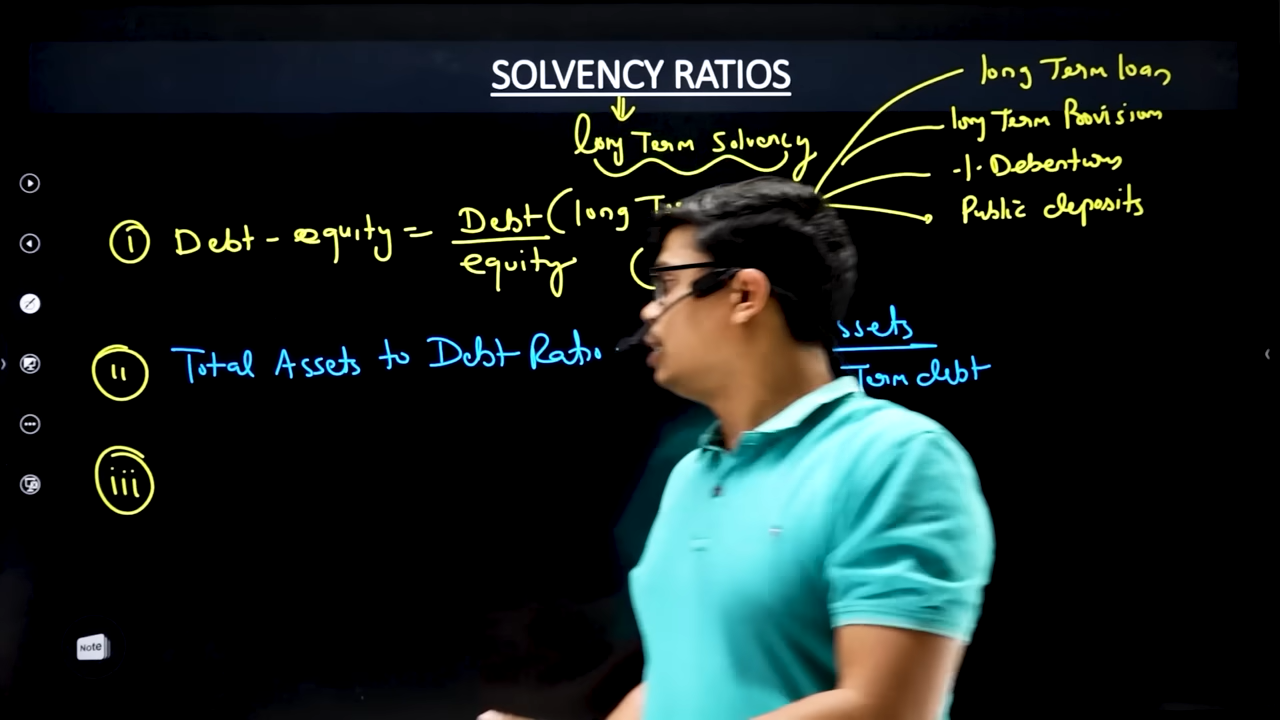 SOLVENCY RATIOS
long Term Solvency
long Term loan
long Term Provision
-1- Debentures
Public deposits
i Debt - equity = Debt (long
equity (
ii Total Assets to Debt Ratio ssets
Term debt
iii
Note